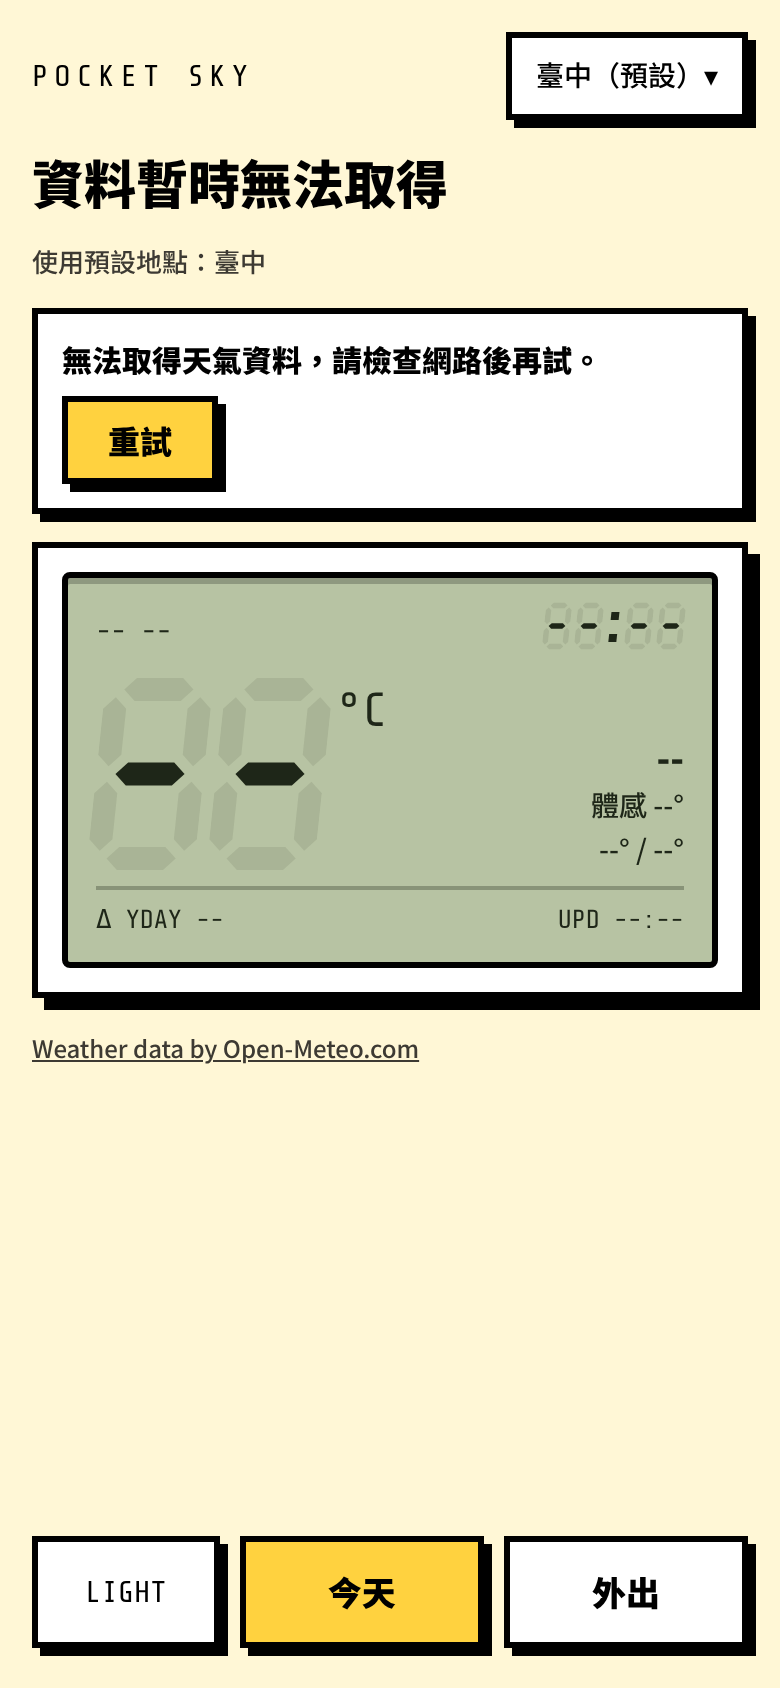 POCKET SKY
臺中（預設）▼
資料暫時無法取得
使用預設地點：臺中
無法取得天氣資料，請檢查網路後再試。
重試
-- --
--:--
--°C
--
體感 --°
--° / --°
Δ YDAY --
UPD --:--
Weather data by Open-Meteo.com
LIGHT
今天
外出